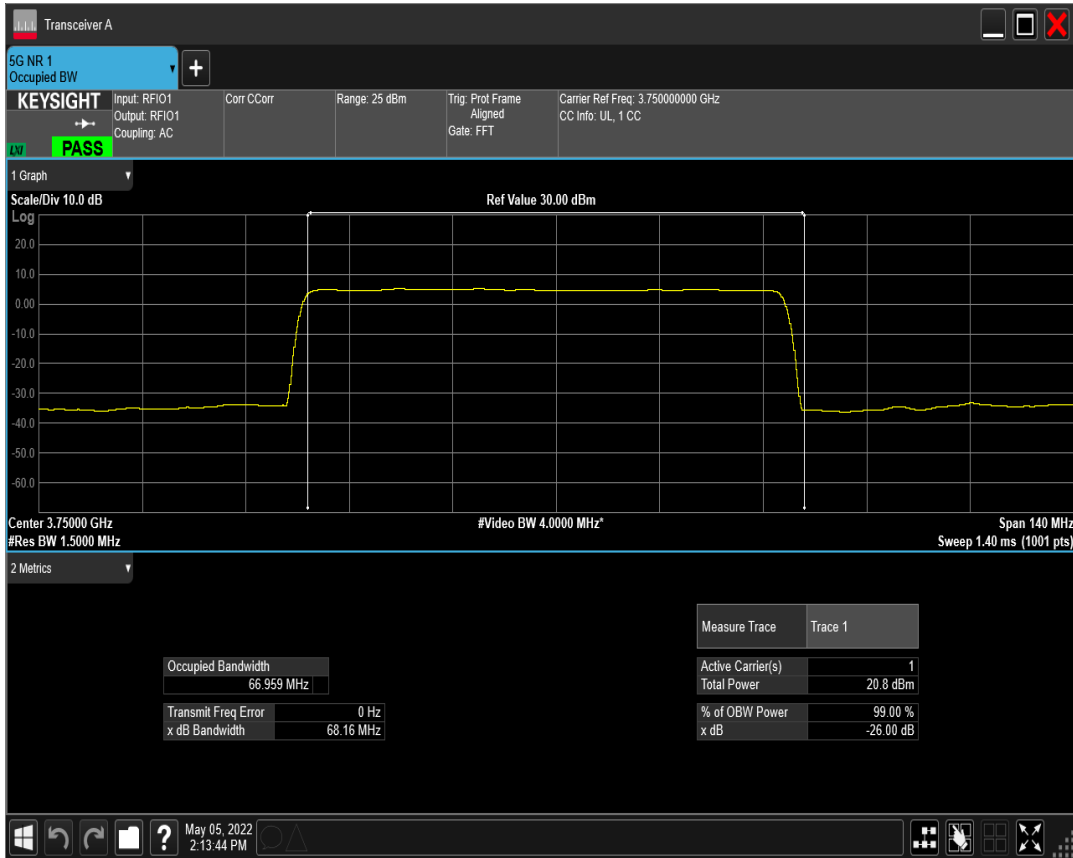 Transceiver A
5G NR 1
Occupied BW
KEYSIGHT
LXI
PASS
Input: RFIO1
Output: RFIO1
Coupling: AC
Corr CCorr
Range: 25 dBm
Trig: Prot Frame
Aligned
Gate: FFT
Carrier Ref Freq: 3.750000000 GHz
CC Info: UL, 1 CC
1 Graph
Scale/Div 10.0 dB
Ref Value 30.00 dBm
Log
20.0
10.0
0.00
-10.0
-20.0
-30.0
-40.0
-50.0
-60.0
Center 3.75000 GHz
#Video BW 4.0000 MHz*
Span 140 MHz
#Res BW 1.5000 MHz
Sweep 1.40 ms (1001 pts)
2 Metrics
Measure Trace Trace 1
Occupied Bandwidth
66.959 MHz
Active Carrier(s) 1
Total Power 20.8 dBm
Transmit Freq Error 0 Hz
x dB Bandwidth 68.16 MHz
% of OBW Power 99.00 %
x dB -26.00 dB
?
May 05, 2022
2:13:44 PM